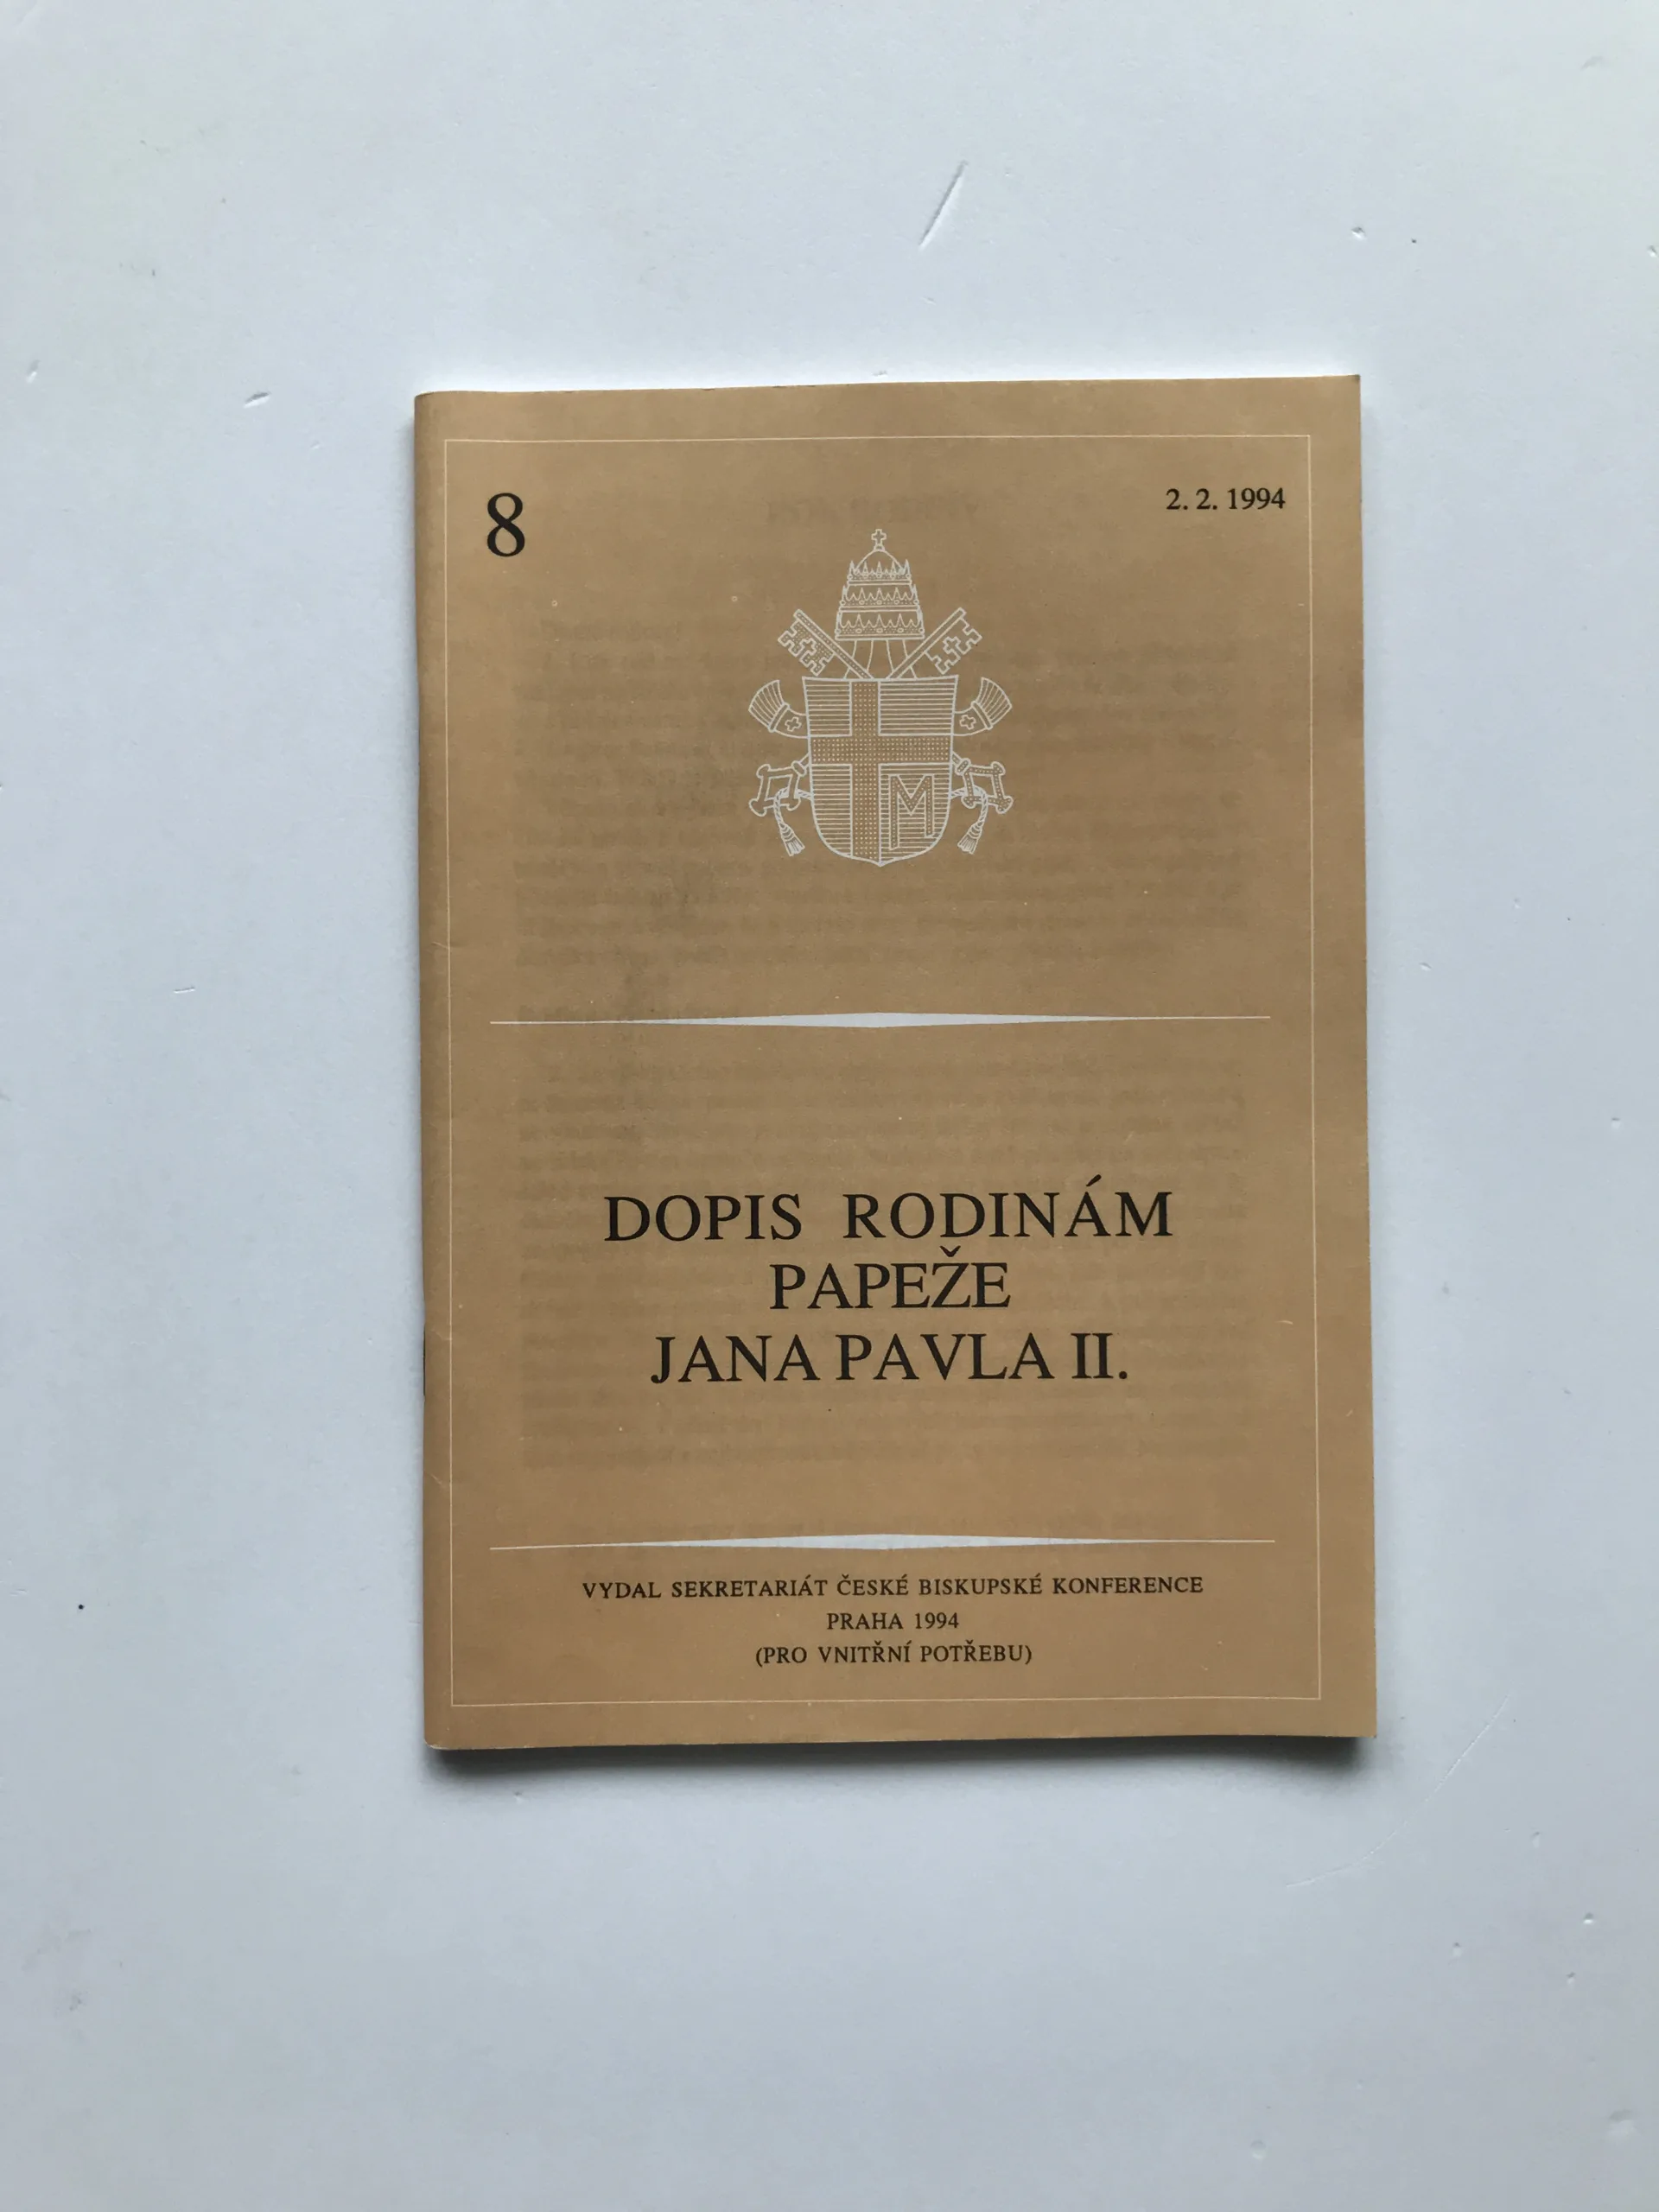 8
2. 2. 1994
M
DOPIS RODINÁM
PAPEŽE
JANA PAVLA II.
VYDAL SEKRETARIÁT ČESKÉ BISKUPSKÉ KONFERENCE
PRAHA 1994
(PRO VNITŘNÍ POTŘEBU)